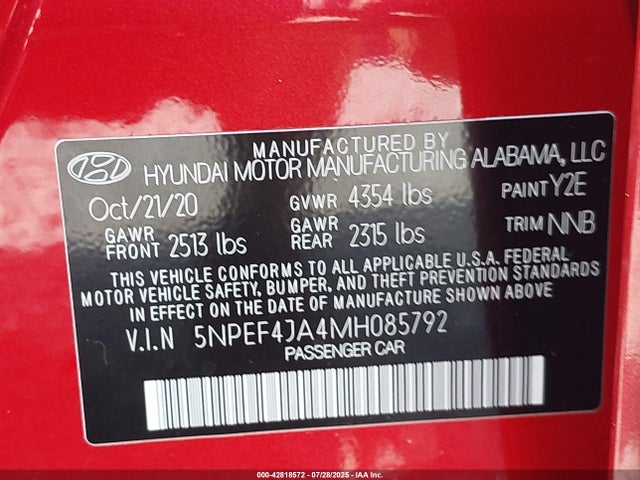 MANUFACTURED BY
HYUNDAI MOTOR MANUFACTURING ALABAMA, LLC
Oct/21/20 GVWR 4354 lbs PAINT Y2E
GAWR FRONT 2513 lbs GAWR REAR 2315 lbs TRIM NNB
THIS VEHICLE CONFORMS TO ALL APPLICABLE U.S.A. FEDERAL
MOTOR VEHICLE SAFETY, BUMPER, AND THEFT PREVENTION STANDARDS
IN EFFECT ON THE DATE OF MANUFACTURE SHOWN ABOVE
V.I.N 5NPEF4JA4MH085792
PASSENGER CAR
000-42818572 - 07/28/2025 - IAA Inc.